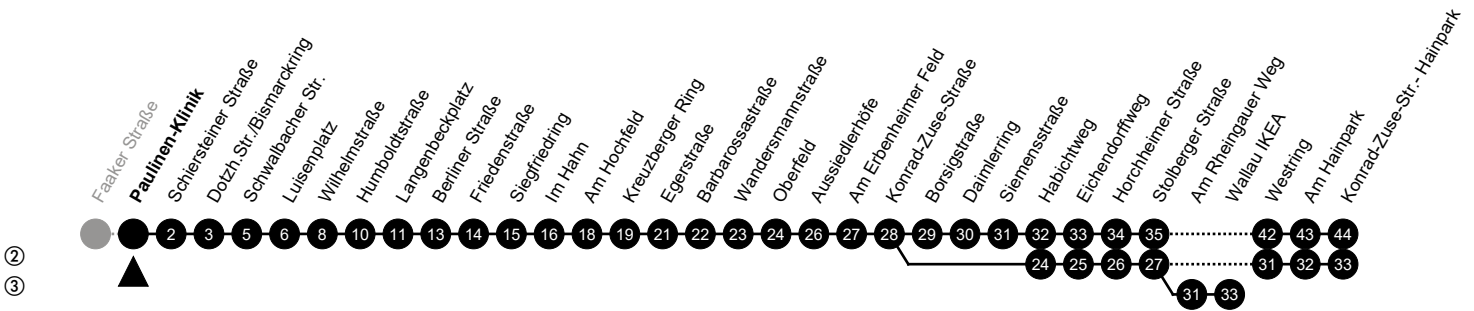 Faaker Straße
Paulinen-Klinik
Schiersteiner Straße
Dotzh.Str./Bismarckring
Schwalbacher Str.
Luisenplatz
Wilhelmstraße
Humboldtstraße
Langenbeckplatz
Berliner Straße
Friedenstraße
Siegfriedring
Im Hahn
Am Hochfeld
Kreuzberger Ring
Egerstraße
Barbarossastraße
Wandersmannstraße
Oberfeld
Aussiedlerhöfe
Am Erbenheimer Feld
Konrad-Zuse-Straße
Borsigstraße
Daimlerring
Siemensstraße
Habichtweg
Eichendorffweg
Horchheimer Straße
Stolberger Straße
Am Rheingauer Weg
Wallau IKEA
Westring
Am Hainpark
Konrad-Zuse-Str.- Hainpark
2 3 5 6 8 10 11 13 14 15 16 18 19 21 22 23 24 26 27 28 29 30 31 32 33 34 35 42 43 44
② 24 25 26 27 31 32 33
③ 31 33